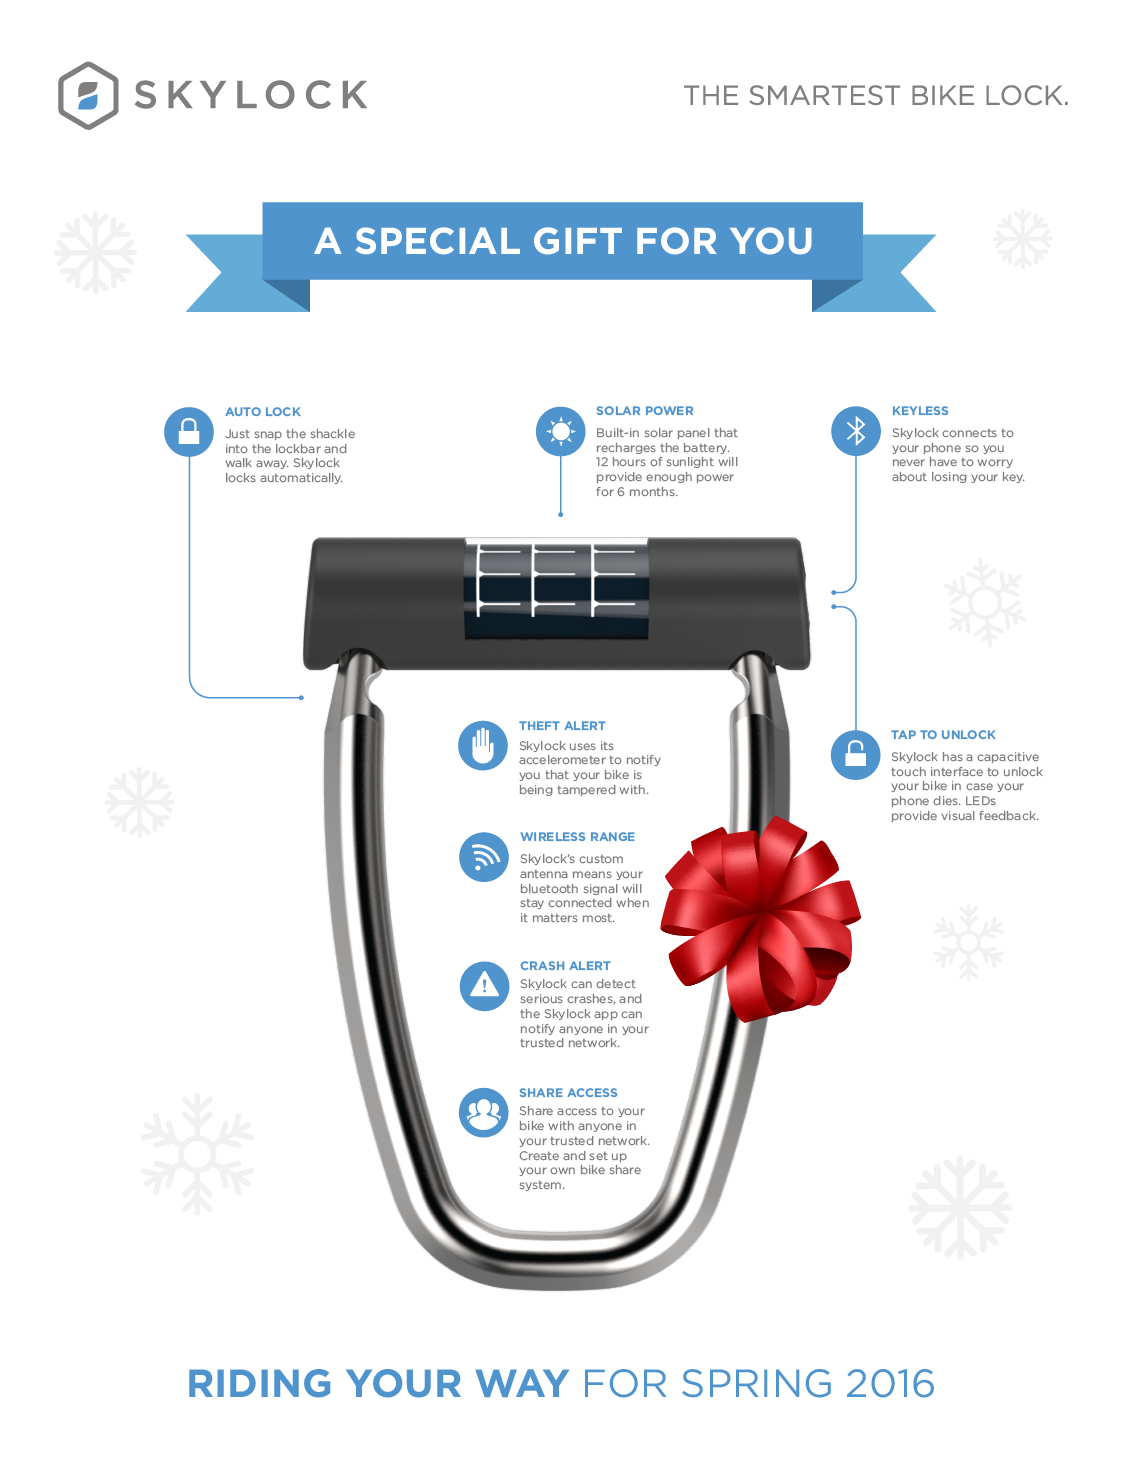 SKYLOCK
THE SMARTEST BIKE LOCK.
A SPECIAL GIFT FOR YOU
AUTO LOCK
Just snap the shackle
into the lockbar and
walk away. Skylock
locks automatically.
SOLAR POWER
Built-in solar panel that
recharges the battery.
12 hours of sunlight will
provide enough power
for 6 months.
KEYLESS
Skylock connects to
your phone so you
never have to worry
about losing your key.
THEFT ALERT
Skylock uses its
accelerometer to notify
you that your bike is
being tampered with.
TAP TO UNLOCK
Skylock has a capacitive
touch interface to unlock
your bike in case your
phone dies. LEDs
provide visual feedback.
WIRELESS RANGE
Skylock's custom
antenna means your
bluetooth signal will
stay connected when
it matters most.
CRASH ALERT
Skylock can detect
serious crashes, and
the Skylock app can
notify anyone in your
trusted network.
SHARE ACCESS
Share access to your
bike with anyone in
your trusted network.
Create and set up
your own bike share
system.
RIDING YOUR WAY FOR SPRING 2016